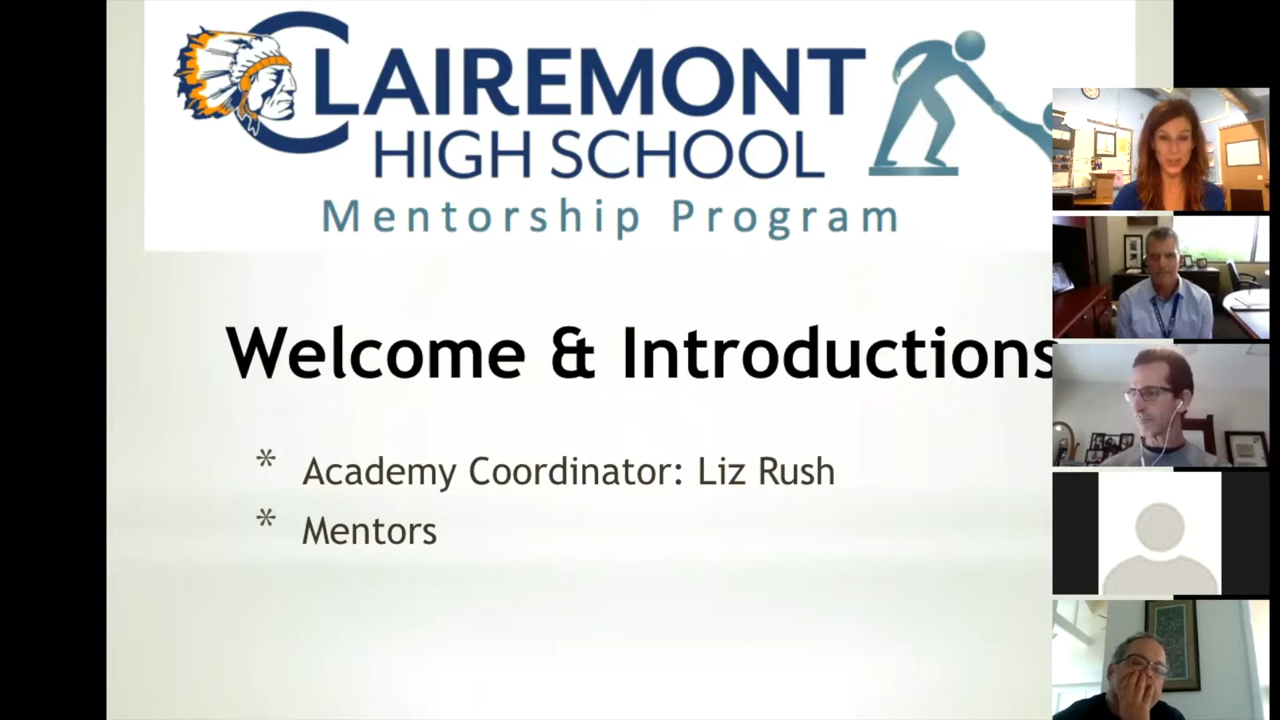 CLAIREMONT
HIGH SCHOOL
Mentorship Program
Welcome & Introductions
* Academy Coordinator: Liz Rush
* Mentors